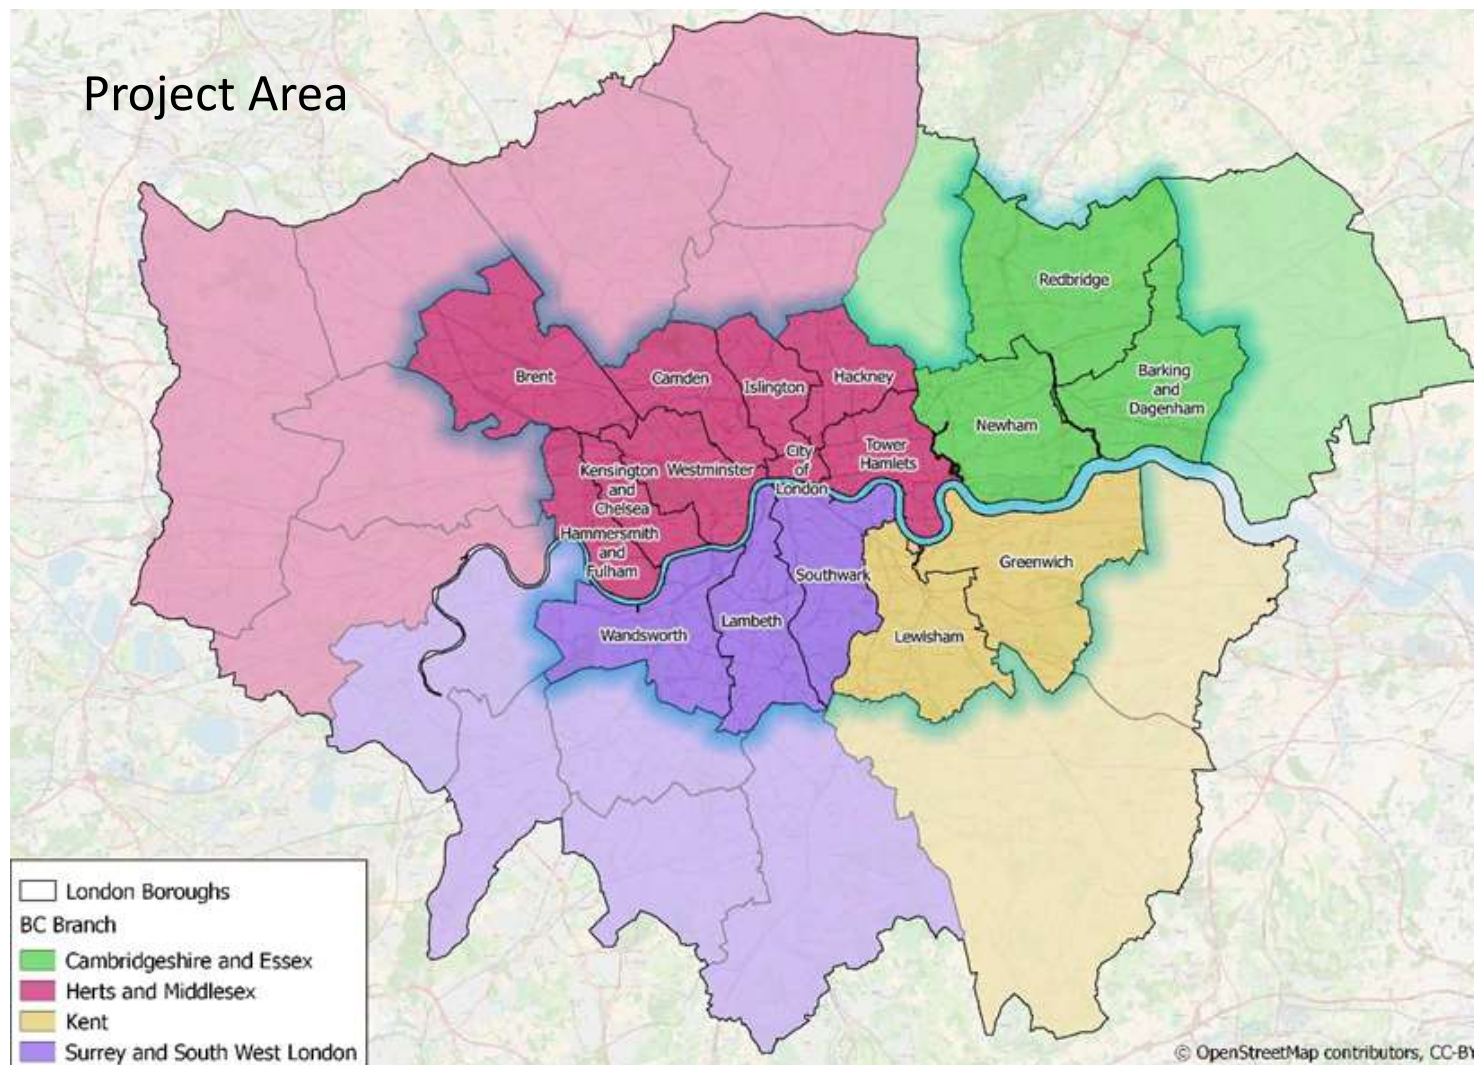 Project Area
Redbridge
Barking
and
Dagenham
Brent
Camden
Islington
Hackney
Newham
Tower
Hamlets
City
of
London
Kensington
and
Chelsea
Westminster
Hammersmith
and
Fulham
Southwark
Greenwich
Wandsworth
Lambeth
Lewisham
London Boroughs
BC Branch
Cambridgeshire and Essex
Herts and Middlesex
Kent
Surrey and South West London
© OpenStreetMap contributors, CC-BY